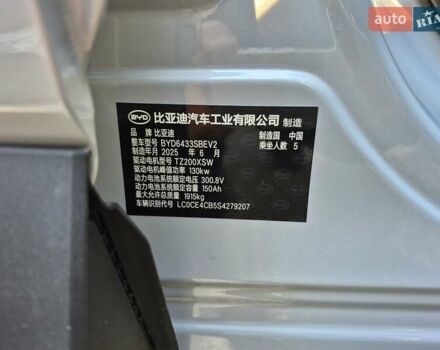 AUTO RIA
BYD 比亚迪汽车工业有限公司 制造
品 牌 比亚迪 制造国 中国
整车型号 BYD6433SBEV2 乘坐人数 5
制造年月 2025 年 6 月
驱动电机型号 TZ200XSW
驱动电机峰值功率 130kw
动力电池系统额定电压 300.8V
动力电池系统额定容量 150Ah
最大允许总质量 1915kg
车辆识别代号 LC0CE4CB5S4279207